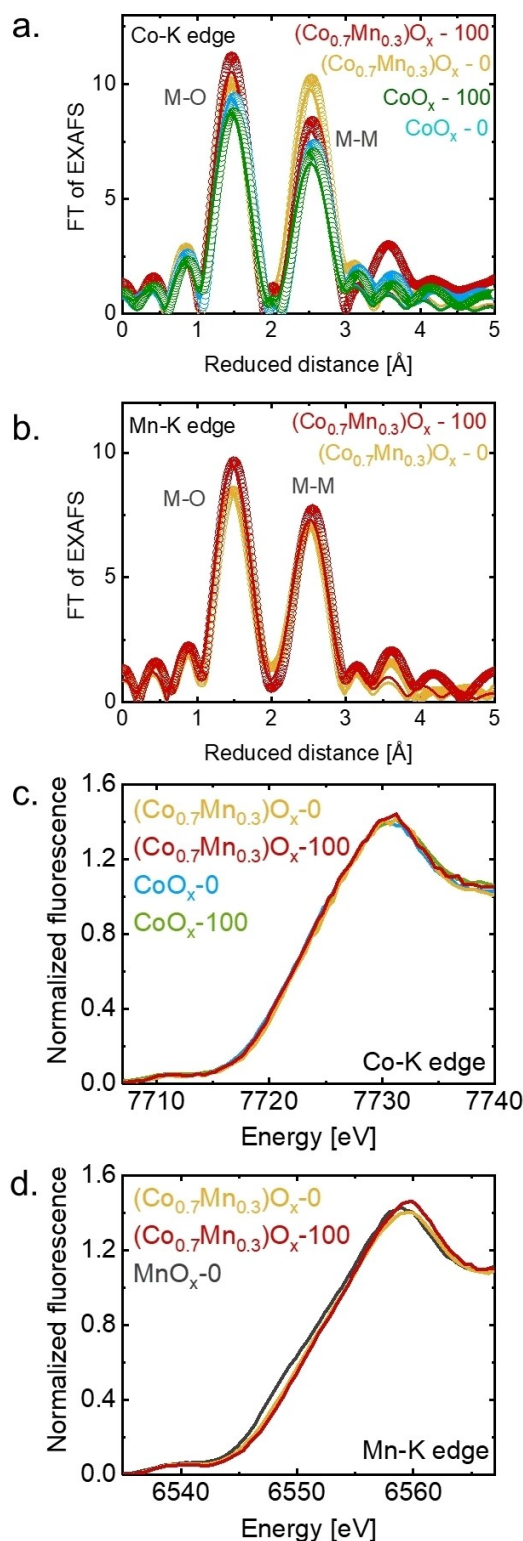 a.
Co-K edge
(Co0.7Mn0.3)Ox - 100
(Co0.7Mn0.3)Ox - 0
CoOx - 100
CoOx - 0
M-O
M-M
10
5
0
FT of EXAFS
0 1 2 3 4 5
Reduced distance [Å]
b.
Mn-K edge
(Co0.7Mn0.3)Ox - 100
(Co0.7Mn0.3)Ox - 0
M-O
M-M
10
5
0
FT of EXAFS
0 1 2 3 4 5
Reduced distance [Å]
c.
(Co0.7Mn0.3)Ox-0
(Co0.7Mn0.3)Ox-100
CoOx-0
CoOx-100
1.6
1.2
0.8
0.4
0.0
Normalized fluorescence
Co-K edge
7710 7720 7730 7740
Energy [eV]
d.
(Co0.7Mn0.3)Ox-0
(Co0.7Mn0.3)Ox-100
MnOx-0
1.6
1.2
0.8
0.4
0.0
Normalized fluorescence
Mn-K edge
6540 6550 6560
Energy [eV]